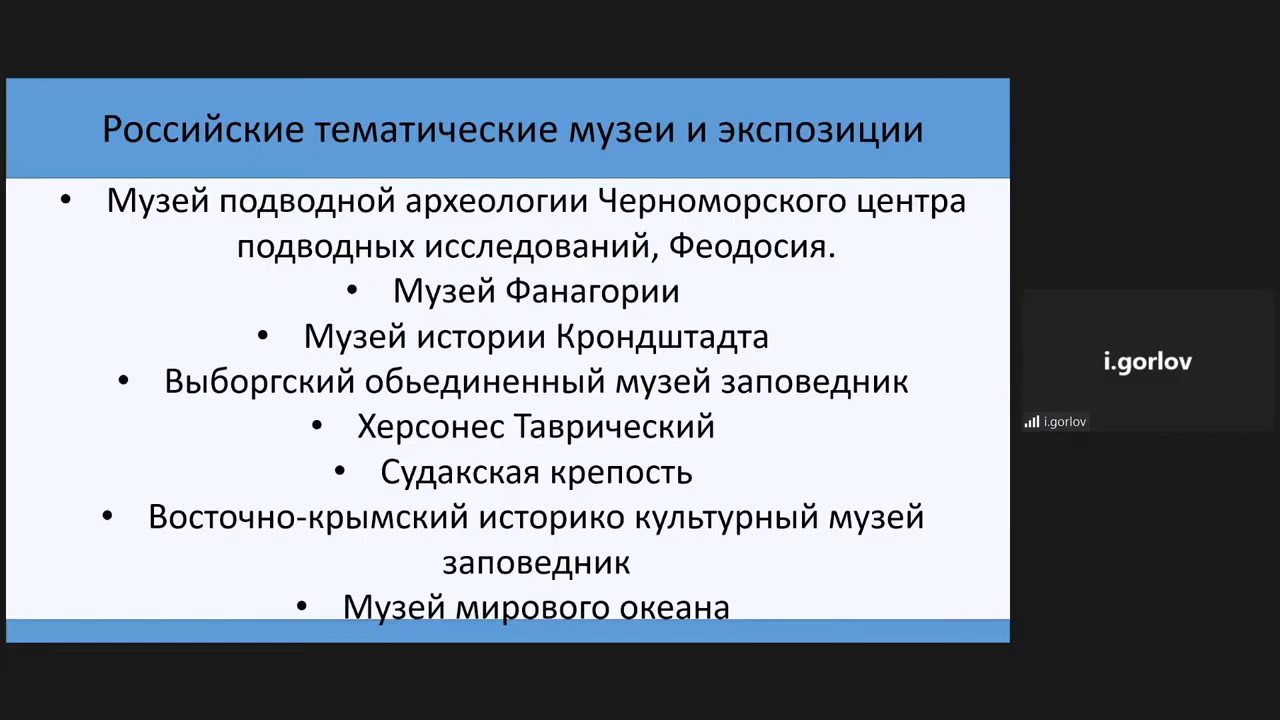 Российские тематические музеи и экспозиции
• Музей подводной археологии Черноморского центра
подводных исследований, Феодосия.
• Музей Фанагории
• Музей истории Крондштадта
• Выборгский обьединенный музей заповедник
• Херсонес Таврический
• Судакская крепость
• Восточно-крымский историко культурный музей
заповедник
• Музей мирового океана
i.gorlov
i.gorlov